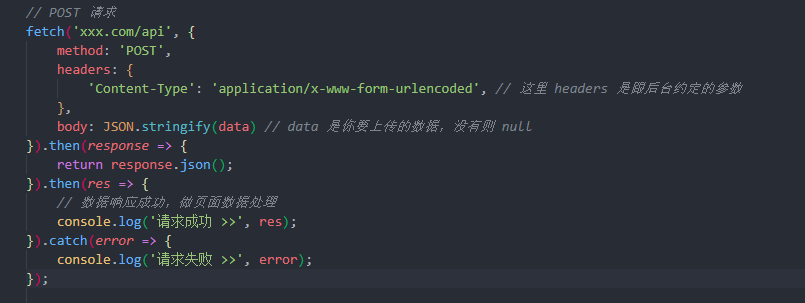 // POST 请求
fetch('xxx.com/api', {
    method: 'POST',
    headers: {
        'Content-Type': 'application/x-www-form-urlencoded', // 这里 headers 是即后台约定的参数
    },
    body: JSON.stringify(data) // data 是你要上传的数据，没有则 null
}).then(response => {
    return response.json();
}).then(res => {
    // 数据响应成功，做页面数据处理
    console.log('请求成功 >>', res);
}).catch(error => {
    console.log('请求失败 >>', error);
});